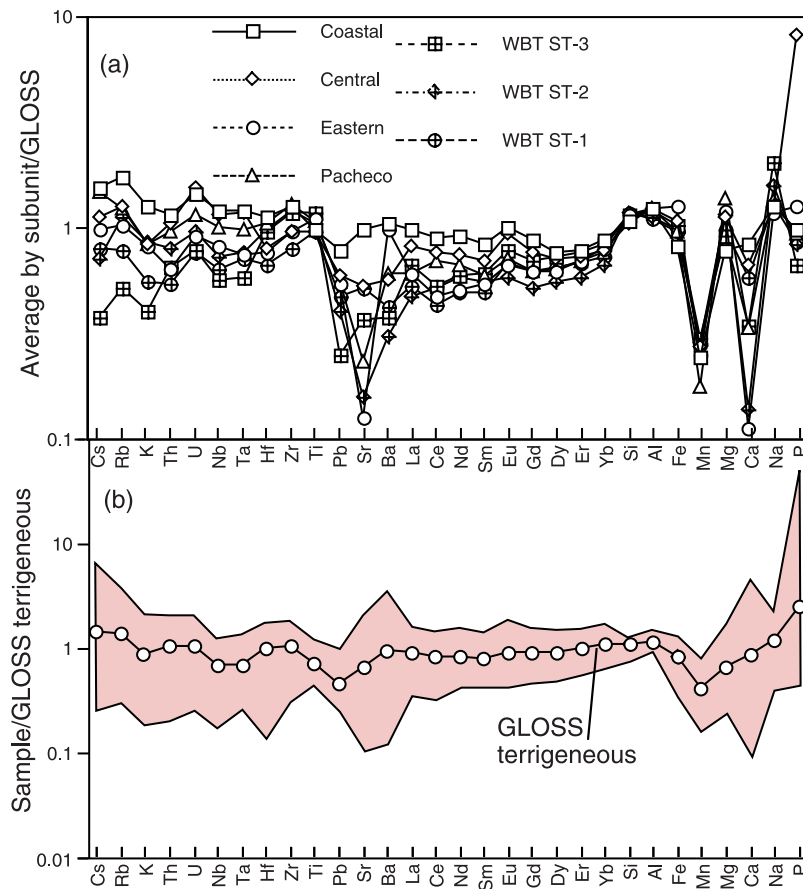 10
(a)
Coastal
WBT ST-3
Central
WBT ST-2
Eastern
WBT ST-1
Pacheco
Average by subunit/GLOSS
1
0.1
Cs Rb K Th U Nb Ta Hf Zr Ti Pb Sr Ba La Ce Nd Sm Eu Gd Dy Er Yb Si Al Fe Mn Mg Ca Na P
(b)
10
Sample/GLOSS terrigeneous
1
GLOSS
terrigeneous
0.1
0.01
Cs Rb K Th U Nb Ta Hf Zr Ti Pb Sr Ba La Ce Nd Sm Eu Gd Dy Er Yb Si Al Fe Mn Mg Ca Na P